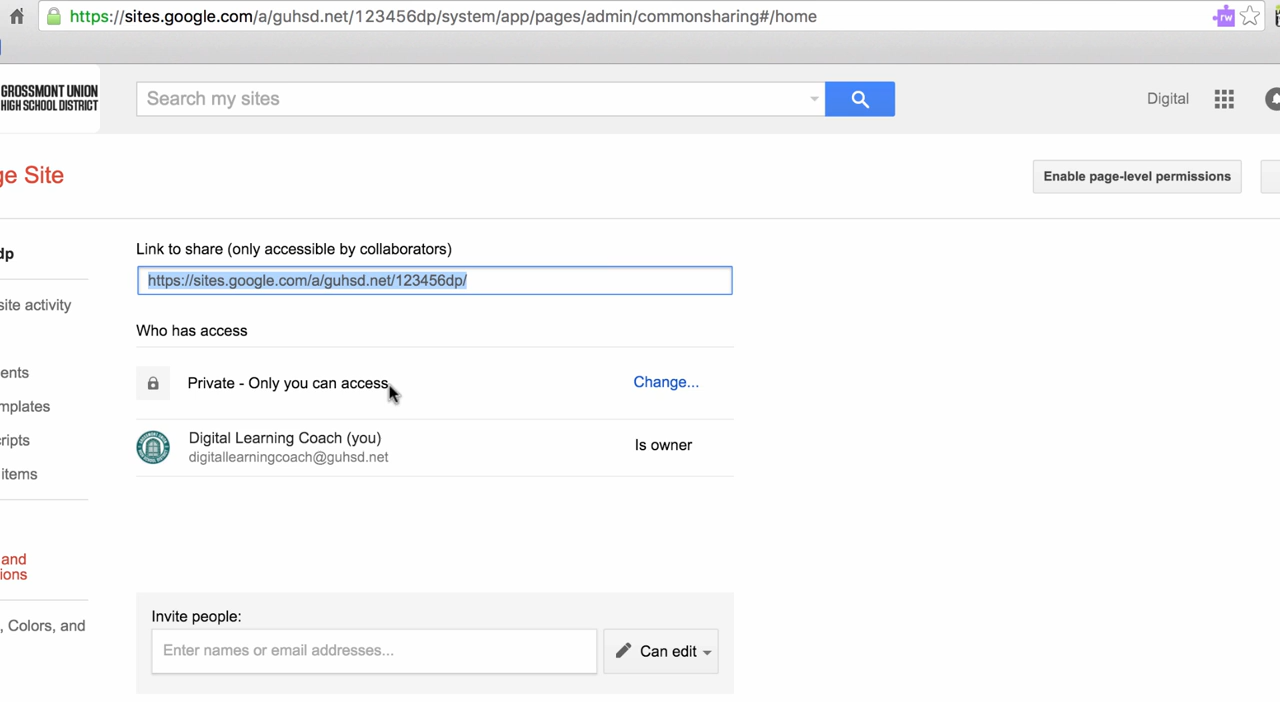 https://sites.google.com/a/guhsd.net/123456dp/system/app/pages/admin/commonsharing#/home
rw
GROSSMONT UNION
HIGH SCHOOL DISTRICT
Search my sites
Digital
ge Site
Enable page-level permissions
dp
Link to share (only accessible by collaborators)
https://sites.google.com/a/guhsd.net/123456dp/
site activity
Who has access
ents
Private - Only you can access
Change...
mplates
cripts
Digital Learning Coach (you)
Is owner
digitallearningcoach@guhsd.net
items
and
ions
, Colors, and
Invite people:
Enter names or email addresses...
Can edit